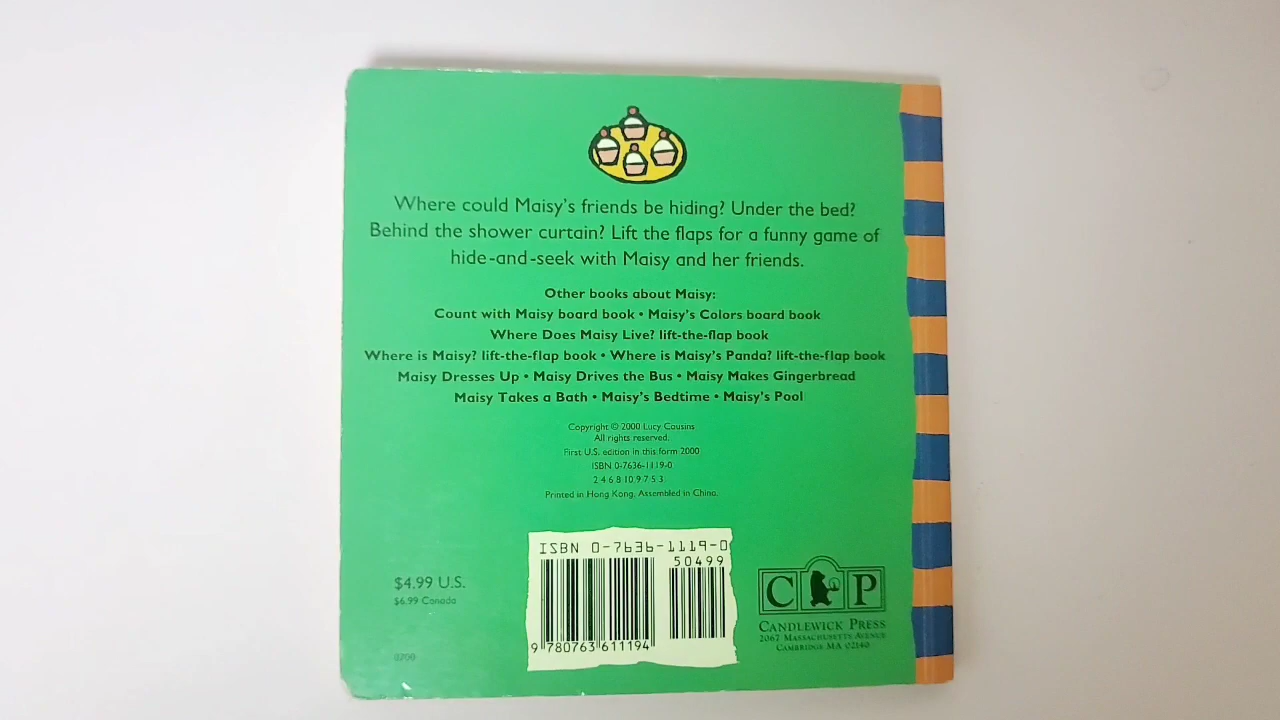 Where could Maisy's friends be hiding? Under the bed?
Behind the shower curtain? Lift the flaps for a funny game of
hide-and-seek with Maisy and her friends.
Other books about Maisy:
Count with Maisy board book • Maisy's Colors board book
Where Does Maisy Live? lift-the-flap book
Where is Maisy? lift-the-flap book • Where is Maisy's Panda? lift-the-flap book
Maisy Dresses Up • Maisy Drives the Bus • Maisy Makes Gingerbread
Maisy Takes a Bath • Maisy's Bedtime • Maisy's Pool
Copyright © 2000 Lucy Cousins
All rights reserved.
First U.S. edition in this form 2000
ISBN 0-7636-1119-0
2 4 6 8 10 9 7 5 3
Printed in Hong Kong. Assembled in China.
ISBN 0-7636-1119-0
50499
9 780763 611194
$4.99 U.S.
$6.99 Canada
0700
C P
CANDLEWICK PRESS
2067 MASSACHUSETTS AVENUE
CAMBRIDGE MA 02140